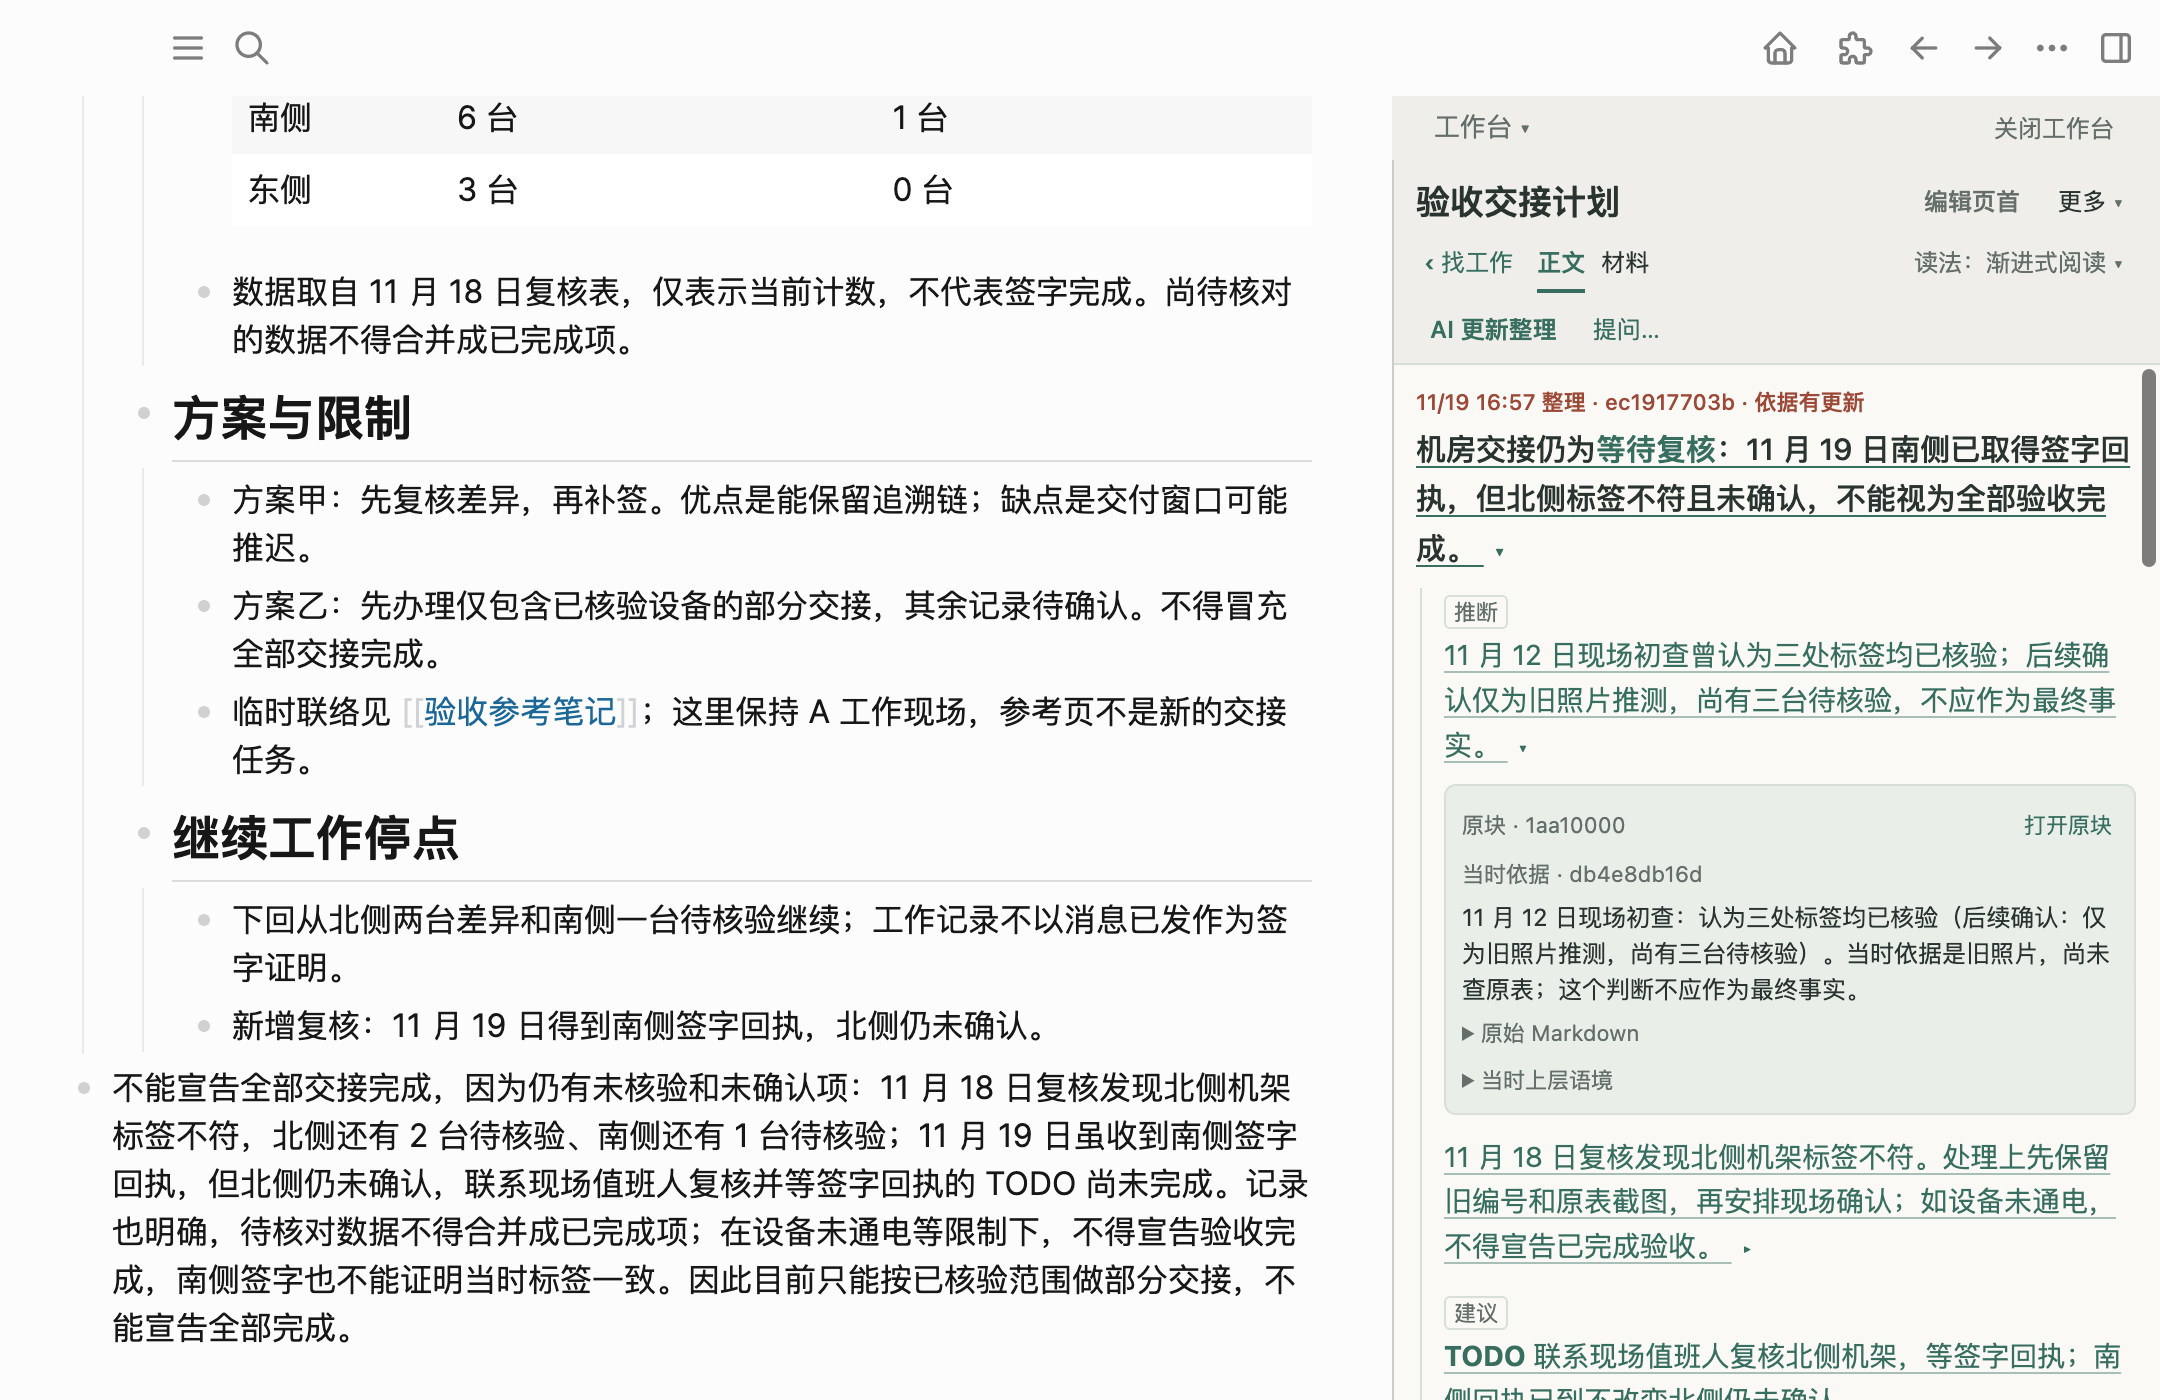 南侧 6 台 1 台
东侧 3 台 0 台
数据取自 11 月 18 日复核表，仅表示当前计数，不代表签字完成。尚待核对
的数据不得合并成已完成项。
方案与限制
方案甲：先复核差异，再补签。优点是能保留追溯链；缺点是交付窗口可能
推迟。
方案乙：先办理仅包含已核验设备的部分交接，其余记录待确认。不得冒充
全部交接完成。
临时联络见 [[验收参考笔记]]；这里保持 A 工作现场，参考页不是新的交接
任务。
继续工作停点
下回从北侧两台差异和南侧一台待核验继续；工作记录不以消息已发作为签
字证明。
新增复核：11 月 19 日得到南侧签字回执，北侧仍未确认。
不能宣告全部交接完成，因为仍有未核验和未确认项：11 月 18 日复核发现北侧机架
标签不符，北侧还有 2 台待核验、南侧还有 1 台待核验；11 月 19 日虽收到南侧签字
回执，但北侧仍未确认，联系现场值班人复核并等签字回执的 TODO 尚未完成。记录
也明确，待核对数据不得合并成已完成项；在设备未通电等限制下，不得宣告验收完
成，南侧签字也不能证明当时标签一致。因此目前只能按已核验范围做部分交接，不
能宣告全部完成。
工作台 ▾ 关闭工作台
验收交接计划 编辑页首 更多 ▾
‹ 找工作 正文 材料 读法：渐进式阅读 ▾
AI 更新整理 提问...
11/19 16:57 整理 · ec1917703b · 依据有更新
机房交接仍为等待复核：11 月 19 日南侧已取得签字回
执，但北侧标签不符且未确认，不能视为全部验收完
成。 ▾
推断
11 月 12 日现场初查曾认为三处标签均已核验；后续确
认仅为旧照片推测，尚有三台待核验，不应作为最终事
实。 ▾
原块 · 1aa10000 打开原块
当时依据 · db4e8db16d
11 月 12 日现场初查：认为三处标签均已核验（后续确认：仅
为旧照片推测，尚有三台待核验）。当时依据是旧照片，尚未
查原表；这个判断不应作为最终事实。
▶ 原始 Markdown
▶ 当时上层语境
11 月 18 日复核发现北侧机架标签不符。处理上先保留
旧编号和原表截图，再安排现场确认；如设备未通电，
不得宣告已完成验收。 ▸
建议
TODO 联系现场值班人复核北侧机架，等签字回执；南
侧回执已到不改变北侧仍未确认